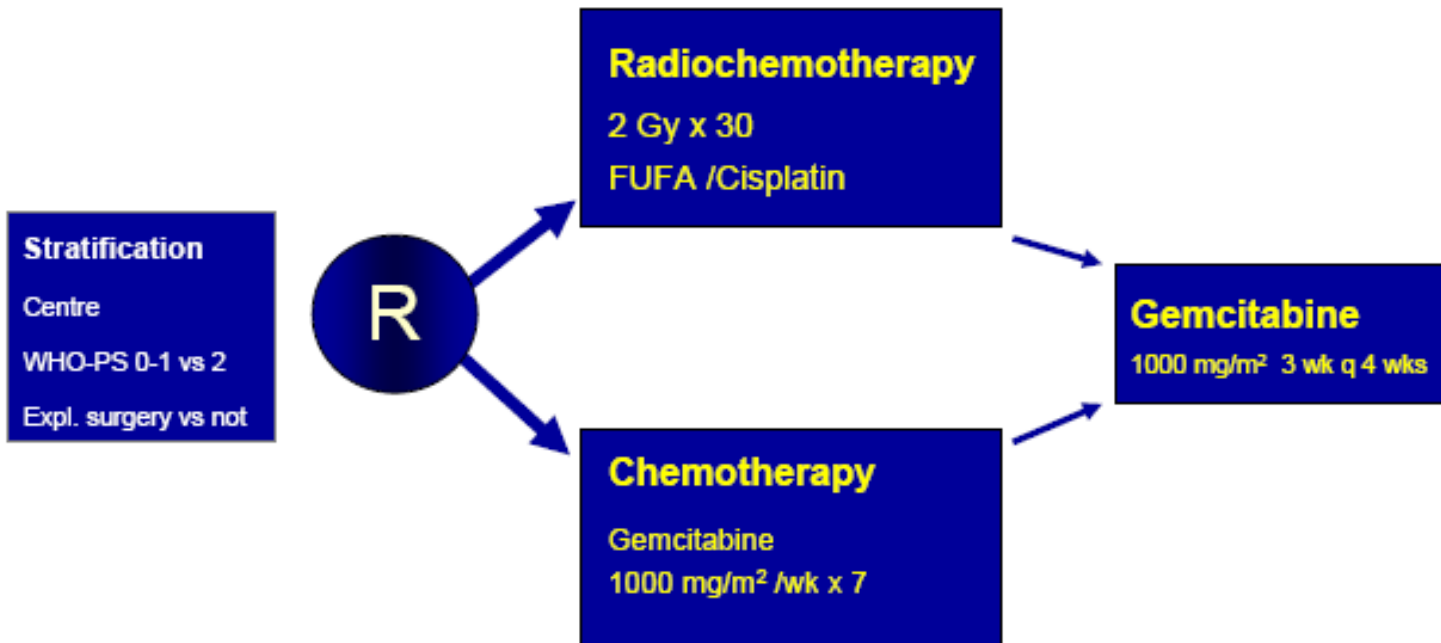 Stratification
Centre
WHO-PS 0-1 vs 2
Expl. surgery vs not
R
Radiochemotherapy
2 Gy x 30
FUFA /Cisplatin
Chemotherapy
Gemcitabine
1000 mg/m² /wk x 7
Gemcitabine
1000 mg/m² 3 wk q 4 wks